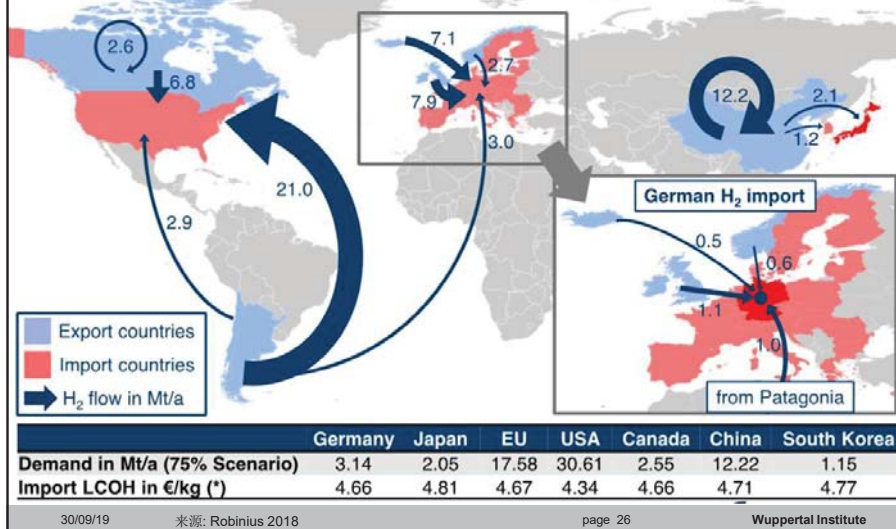 2.6
6.8
7.1
2.7
7.9
3.0
12.2
2.1
1.2
21.0
2.9
German H₂ import
0.5
0.6
1.1
1.0
from Patagonia
Export countries
Import countries
H₂ flow in Mt/a
Germany Japan EU USA Canada China South Korea
Demand in Mt/a (75% Scenario) 3.14 2.05 17.58 30.61 2.55 12.22 1.15
Import LCOH in €/kg (*) 4.66 4.81 4.67 4.34 4.66 4.71 4.77
30/09/19 来源: Robinius 2018 page 26 Wuppertal Institute